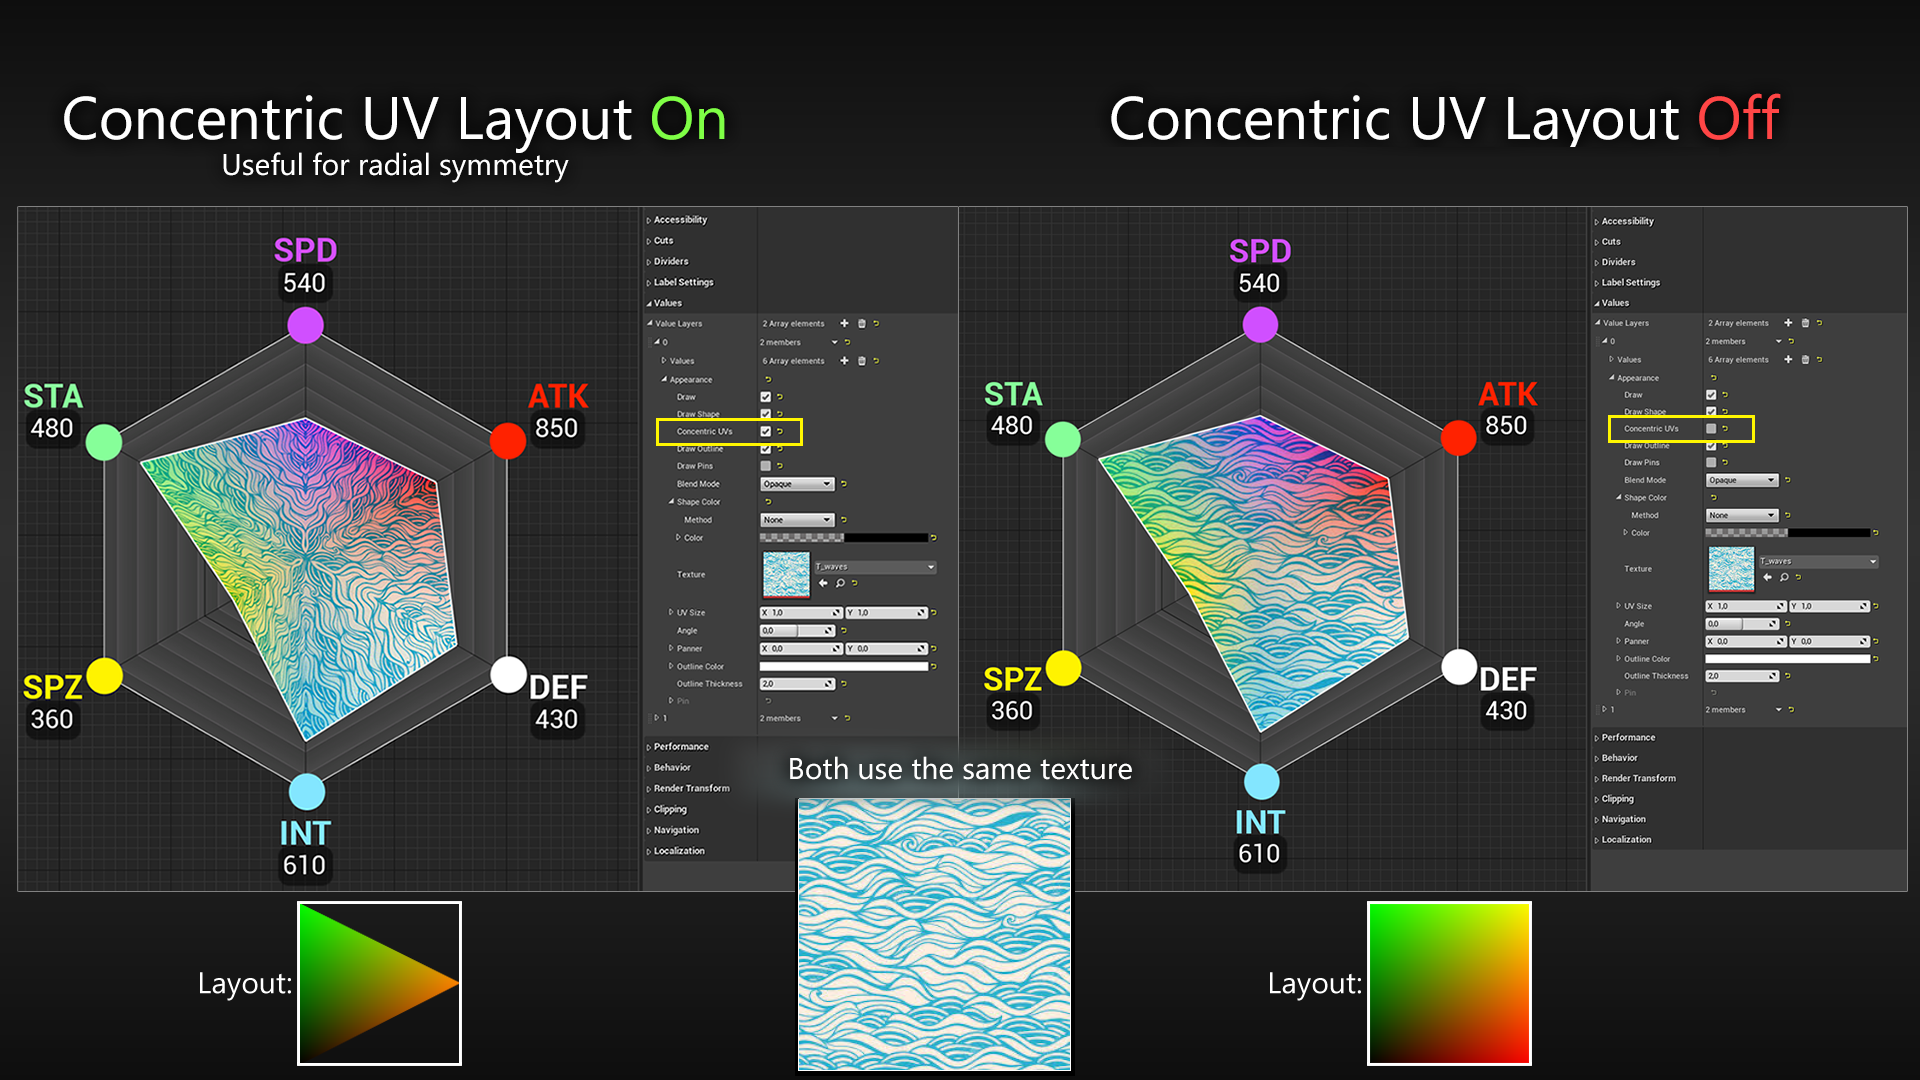 Concentric UV Layout On
Useful for radial symmetry
Concentric UV Layout Off
SPD
540
STA
480
ATK
850
SPZ
360
DEF
430
INT
610
Accessibility
Cuts
Dividers
Label Settings
Values
Value Layers 2 Array elements
0 2 members
Values 6 Array elements
Appearance
Draw
Draw Shape
Concentric UVs
Draw Outline
Draw Pins
Blend Mode Opaque
Shape Color
Method None
Color
Texture T_waves
UV Size X 1,0 Y 1,0
Angle 0,0
Panner X 0,0 Y 0,0
Outline Color
Outline Thickness 2,0
Pin
1 2 members
Performance
Behavior
Render Transform
Clipping
Navigation
Localization
SPD
540
STA
480
ATK
850
SPZ
360
DEF
430
INT
610
Accessibility
Cuts
Dividers
Label Settings
Values
Value Layers 2 Array elements
0 2 members
Values 6 Array elements
Appearance
Draw
Draw Shape
Concentric UVs
Draw Outline
Draw Pins
Blend Mode Opaque
Shape Color
Method None
Color
Texture T_waves
UV Size X 1,0 Y 1,0
Angle 0,0
Panner X 0,0 Y 0,0
Outline Color
Outline Thickness 2,0
Pin
1 2 members
Performance
Behavior
Render Transform
Clipping
Navigation
Localization
Both use the same texture
Layout:
Layout: